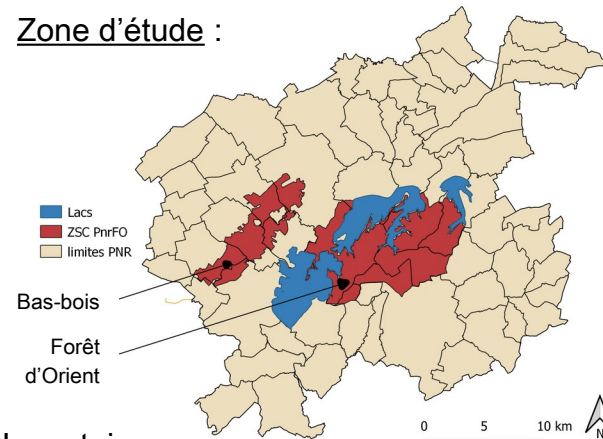 Zone d'étude :
Lacs
ZSC PnrFO
limites PNR
Bas-bois
Forêt
d'Orient
0 5 10 km
N